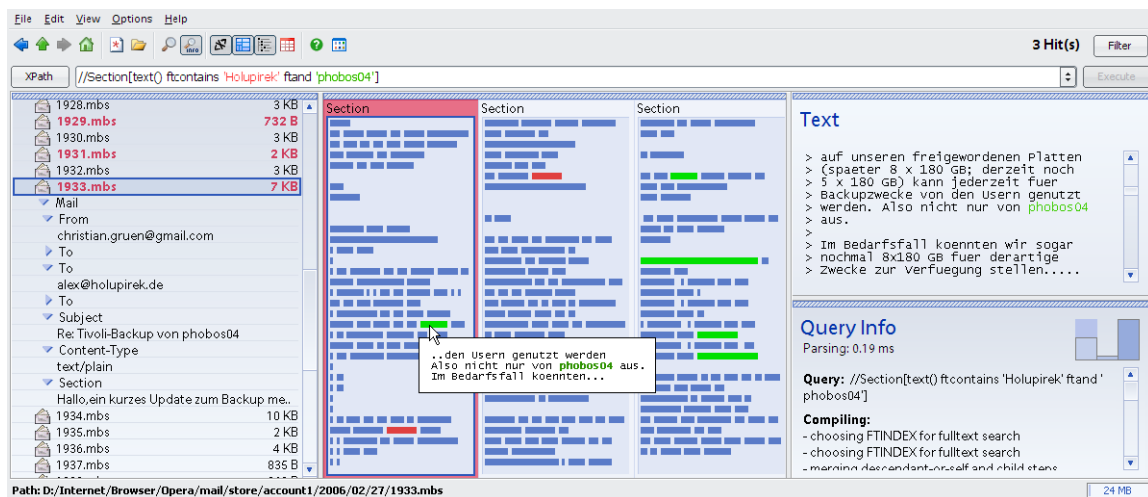 File Edit View Options Help
3 Hit(s) Filter
XPath //Section[text() ftcontains 'Holupirek' ftand 'phobos04'] Execute
1928.mbs 3 KB
1929.mbs 732 B
1930.mbs 3 KB
1931.mbs 2 KB
1932.mbs 3 KB
1933.mbs 7 KB
Mail
From
christian.gruen@gmail.com
To
To
alex@holupirek.de
To
Subject
Re: Tivoli-Backup von phobos04
Content-Type
text/plain
Section
Hallo,ein kurzes Update zum Backup me..
1934.mbs 10 KB
1935.mbs 2 KB
1936.mbs 4 KB
1937.mbs 835 B
Section Section Section
..den Usern genutzt werden
Also nicht nur von phobos04 aus.
Im Bedarfsfall koennten...
Text
> auf unseren freigewordenen Platten
> (spaeter 8 x 180 GB; derzeit noch
> 5 x 180 GB) kann jederzeit fuer
> Backupzwecke von den Usern genutzt
> werden. Also nicht nur von phobos04
> aus.
>
> Im Bedarfsfall koennten wir sogar
> nochmal 8x180 GB fuer derartige
> Zwecke zur Verfuegung stellen.....
Query Info
Parsing: 0.19 ms
Query: //Section[text() ftcontains 'Holupirek' ftand '
phobos04']
Compiling:
- choosing FTINDEX for fulltext search
- choosing FTINDEX for fulltext search
- merging descendant-or-self and child steps
Path: D:/Internet/Browser/Opera/mail/store/account1/2006/02/27/1933.mbs 24 MB